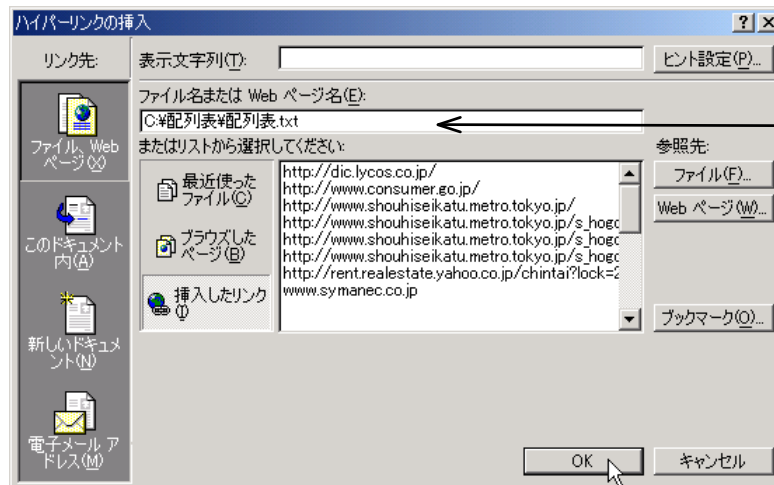 ハイパーリンクの挿入
リンク先:
表示文字列(T):
ヒント設定(P)...
ファイル名または Web ページ名(E):
C:¥配列表¥配列表.txt
ファイル、Web
ページ(X)
またはリストから選択してください:
参照先:
最近使った
ファイル(C)
http://dic.lycos.co.jp/
http://www.consumer.go.jp/
http://www.shouhiseikatu.metro.tokyo.jp/
http://www.shouhiseikatu.metro.tokyo.jp/s_hogo
http://www.shouhiseikatu.metro.tokyo.jp/s_hogo
http://www.shouhiseikatu.metro.tokyo.jp/s_hogo
http://rent.realestate.yahoo.co.jp/chintai?lock=2
www.symanec.co.jp
ファイル(F)...
Web ページ(W)...
このドキュメント
内(A)
ブラウズした
ページ(B)
挿入したリンク
(I)
ブックマーク(O)...
新しいドキュメ
ント(N)
電子メール ア
ドレス(M)
OK
キャンセル